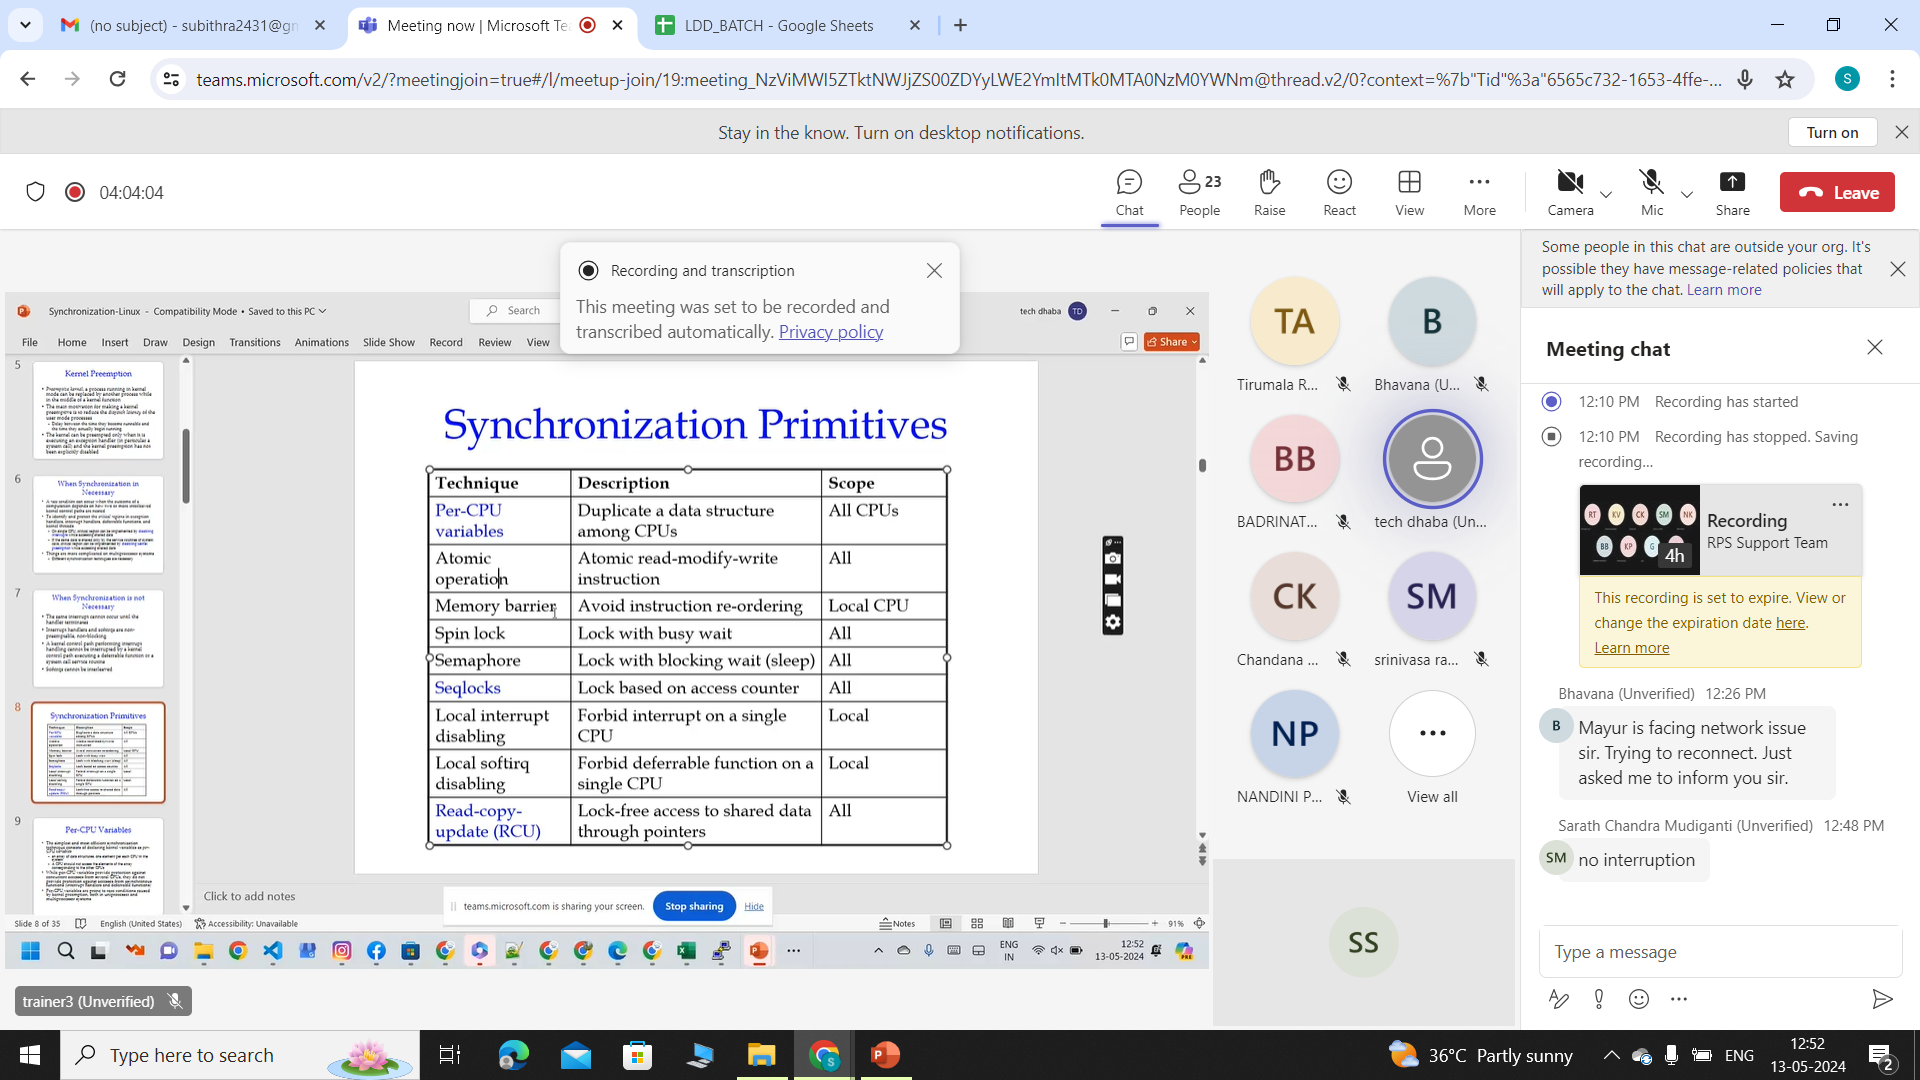 (no subject) - subithra2431@gm
Meeting now | Microsoft Te
LDD_BATCH - Google Sheets
teams.microsoft.com/v2/?meetingjoin=true#/l/meetup-join/19:meeting_NzViMWI5ZTktNWJjZS00ZDYyLWE2YmItMTk0MTA0NzM0YWNm@thread.v2/0?context=%7b"Tid"%3a"6565c732-1653-4ffe-...
S
Stay in the know. Turn on desktop notifications.
Turn on
04:04:04
Chat
23
People
Raise
React
View
More
Camera
Mic
Share
Leave
Recording and transcription
This meeting was set to be recorded and
transcribed automatically. Privacy policy
Synchronization-Linux - Compatibility Mode • Saved to this PC
Search
tech dhaba TD
File Home Insert Draw Design Transitions Animations Slide Show Record Review View
Share
5
Kernel Preemption
6
When Synchronization in
Necessary
7
When Synchronization is not
Necessary
8
Synchronization Primitives
9
Per-CPU Variables
Synchronization Primitives
Technique Description Scope
Per-CPU
variables
Duplicate a data structure
among CPUs
All CPUs
Atomic
operation
Atomic read-modify-write
instruction
All
Memory barrier Avoid instruction re-ordering Local CPU
Spin lock Lock with busy wait All
Semaphore Lock with blocking wait (sleep) All
Seqlocks Lock based on access counter All
Local interrupt
disabling
Forbid interrupt on a single
CPU
Local
Local softirq
disabling
Forbid deferrable function on a
single CPU
Local
Read-copy-
update (RCU)
Lock-free access to shared data
through pointers
All
Click to add notes
teams.microsoft.com is sharing your screen.
Stop sharing
Hide
Slide 8 of 35 English (United States) Accessibility: Unavailable
Notes
91%
ENG
IN
12:52
13-05-2024
trainer3 (Unverified)
TA
Tirumala R...
B
Bhavana (U...
BB
BADRINAT...
tech dhaba (Un...
CK
Chandana ...
SM
srinivasa ra...
NP
NANDINI P...
View all
SS
Some people in this chat are outside your org. It's
possible they have message-related policies that
will apply to the chat. Learn more
Meeting chat
12:10 PM Recording has started
12:10 PM Recording has stopped. Saving
recording...
RT KV CK SM NK
BB KP G
4h
Recording
RPS Support Team
This recording is set to expire. View or
change the expiration date here.
Learn more
Bhavana (Unverified) 12:26 PM
B
Mayur is facing network issue
sir. Trying to reconnect. Just
asked me to inform you sir.
Sarath Chandra Mudiganti (Unverified) 12:48 PM
SM
no interruption
Type a message
Type here to search
36°C Partly sunny
ENG
12:52
13-05-2024
2